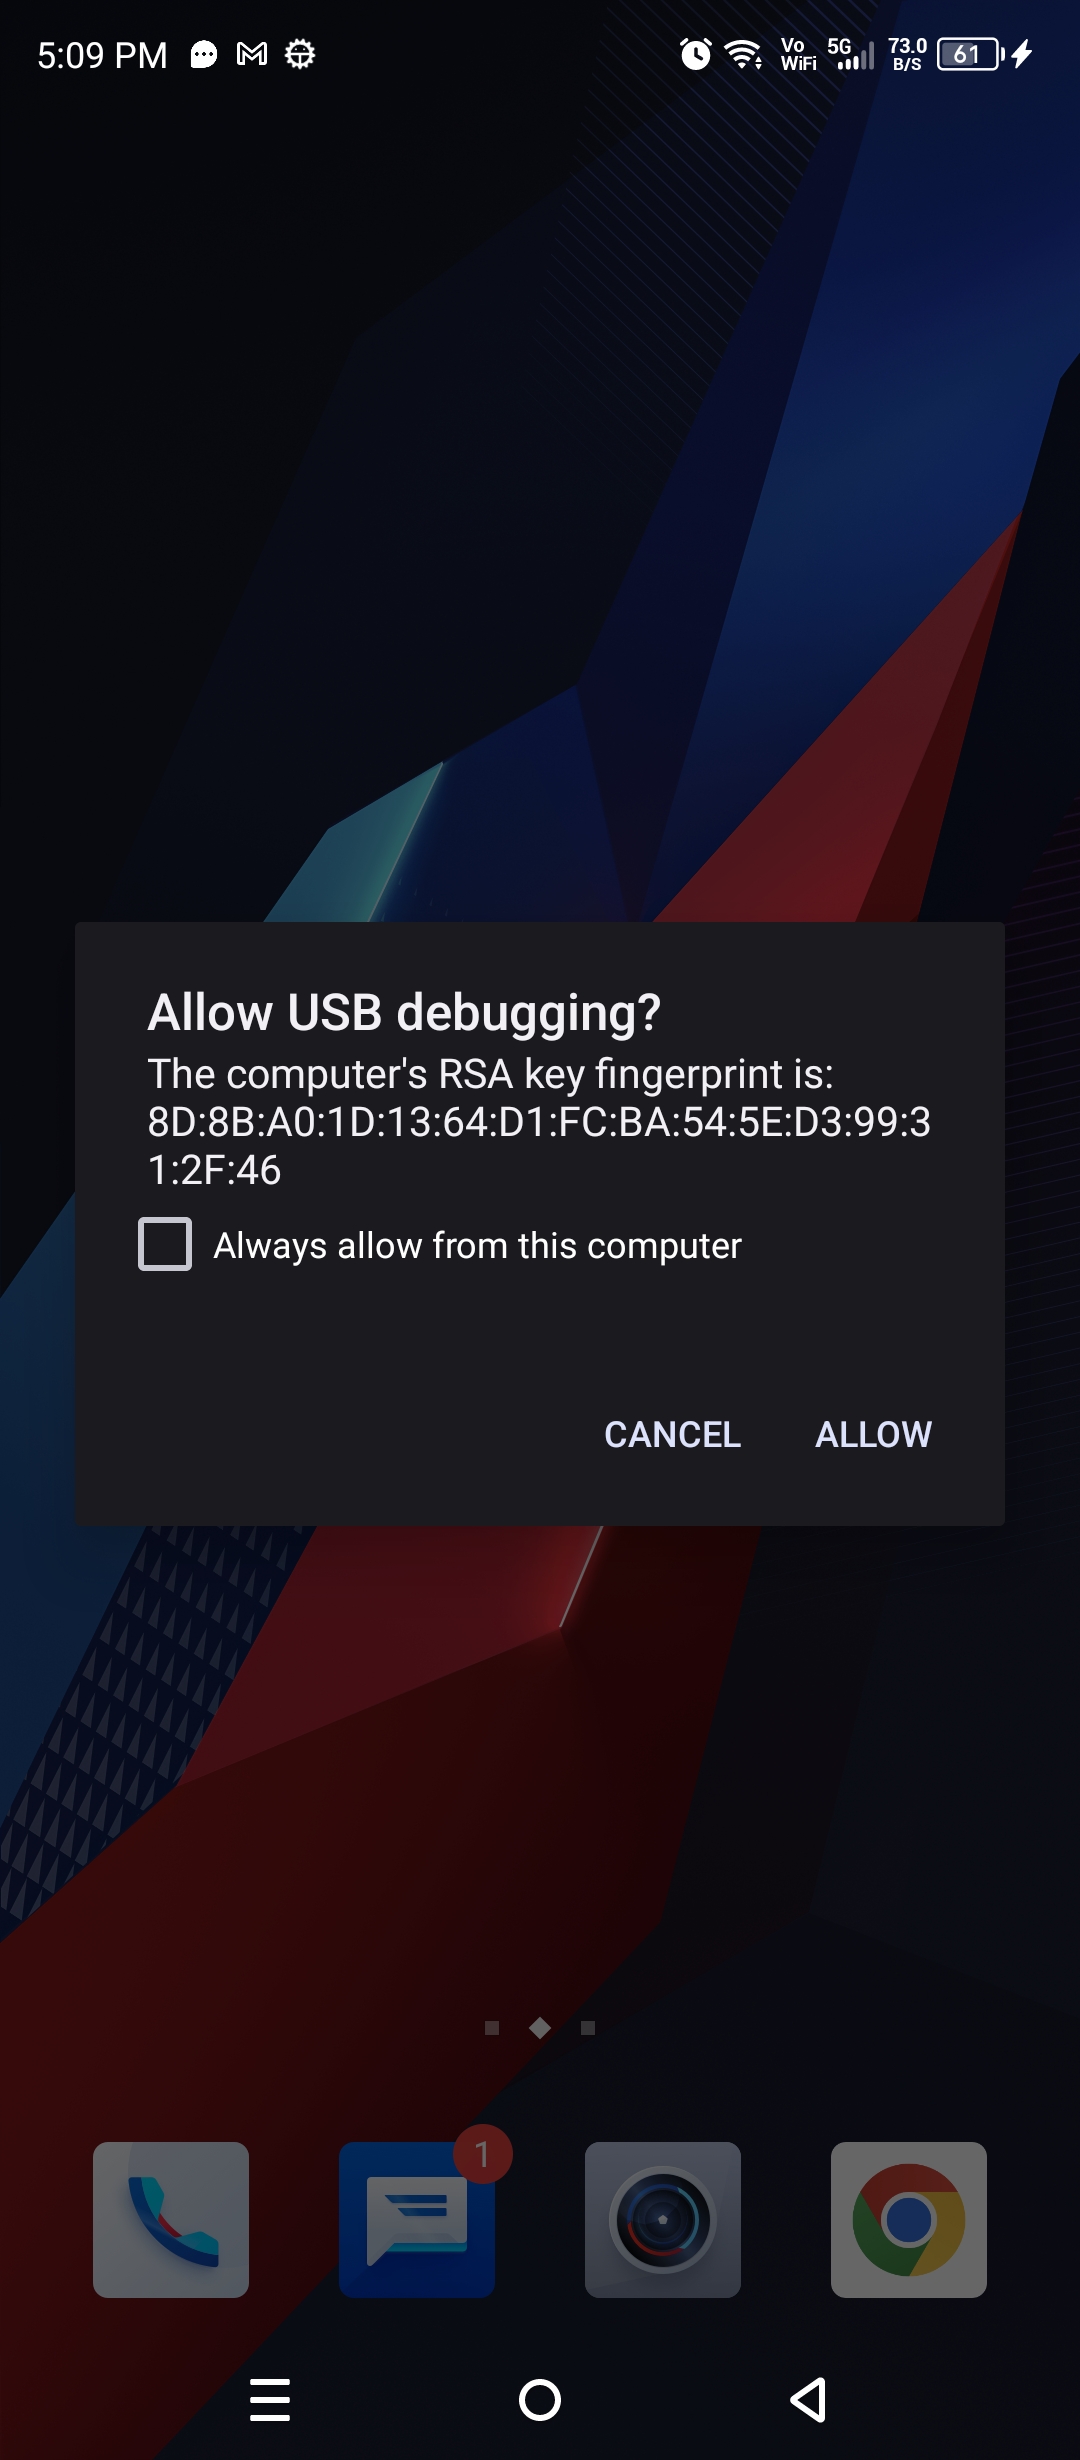 5:09 PM
Vo
WiFi
5G
73.0
B/S
61
Allow USB debugging?
The computer's RSA key fingerprint is:
8D:8B:A0:1D:13:64:D1:FC:BA:54:5E:D3:99:3
1:2F:46
Always allow from this computer
CANCEL
ALLOW
1